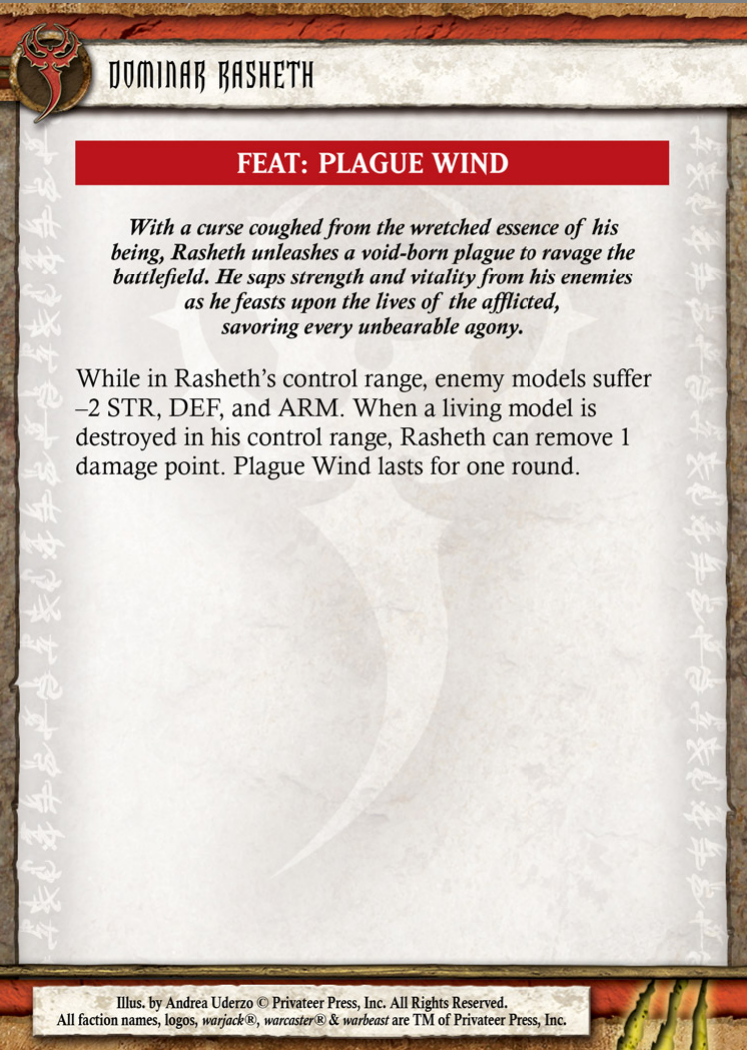 DOMINAR RASHETH
FEAT: PLAGUE WIND
With a curse coughed from the wretched essence of his
being, Rasheth unleashes a void-born plague to ravage the
battlefield. He saps strength and vitality from his enemies
as he feasts upon the lives of the afflicted,
savoring every unbearable agony.
While in Rasheth's control range, enemy models suffer
–2 STR, DEF, and ARM. When a living model is
destroyed in his control range, Rasheth can remove 1
damage point. Plague Wind lasts for one round.
Illus. by Andrea Uderzo © Privateer Press, Inc. All Rights Reserved.
All faction names, logos, warjack®, warcaster® & warbeast are TM of Privateer Press, Inc.